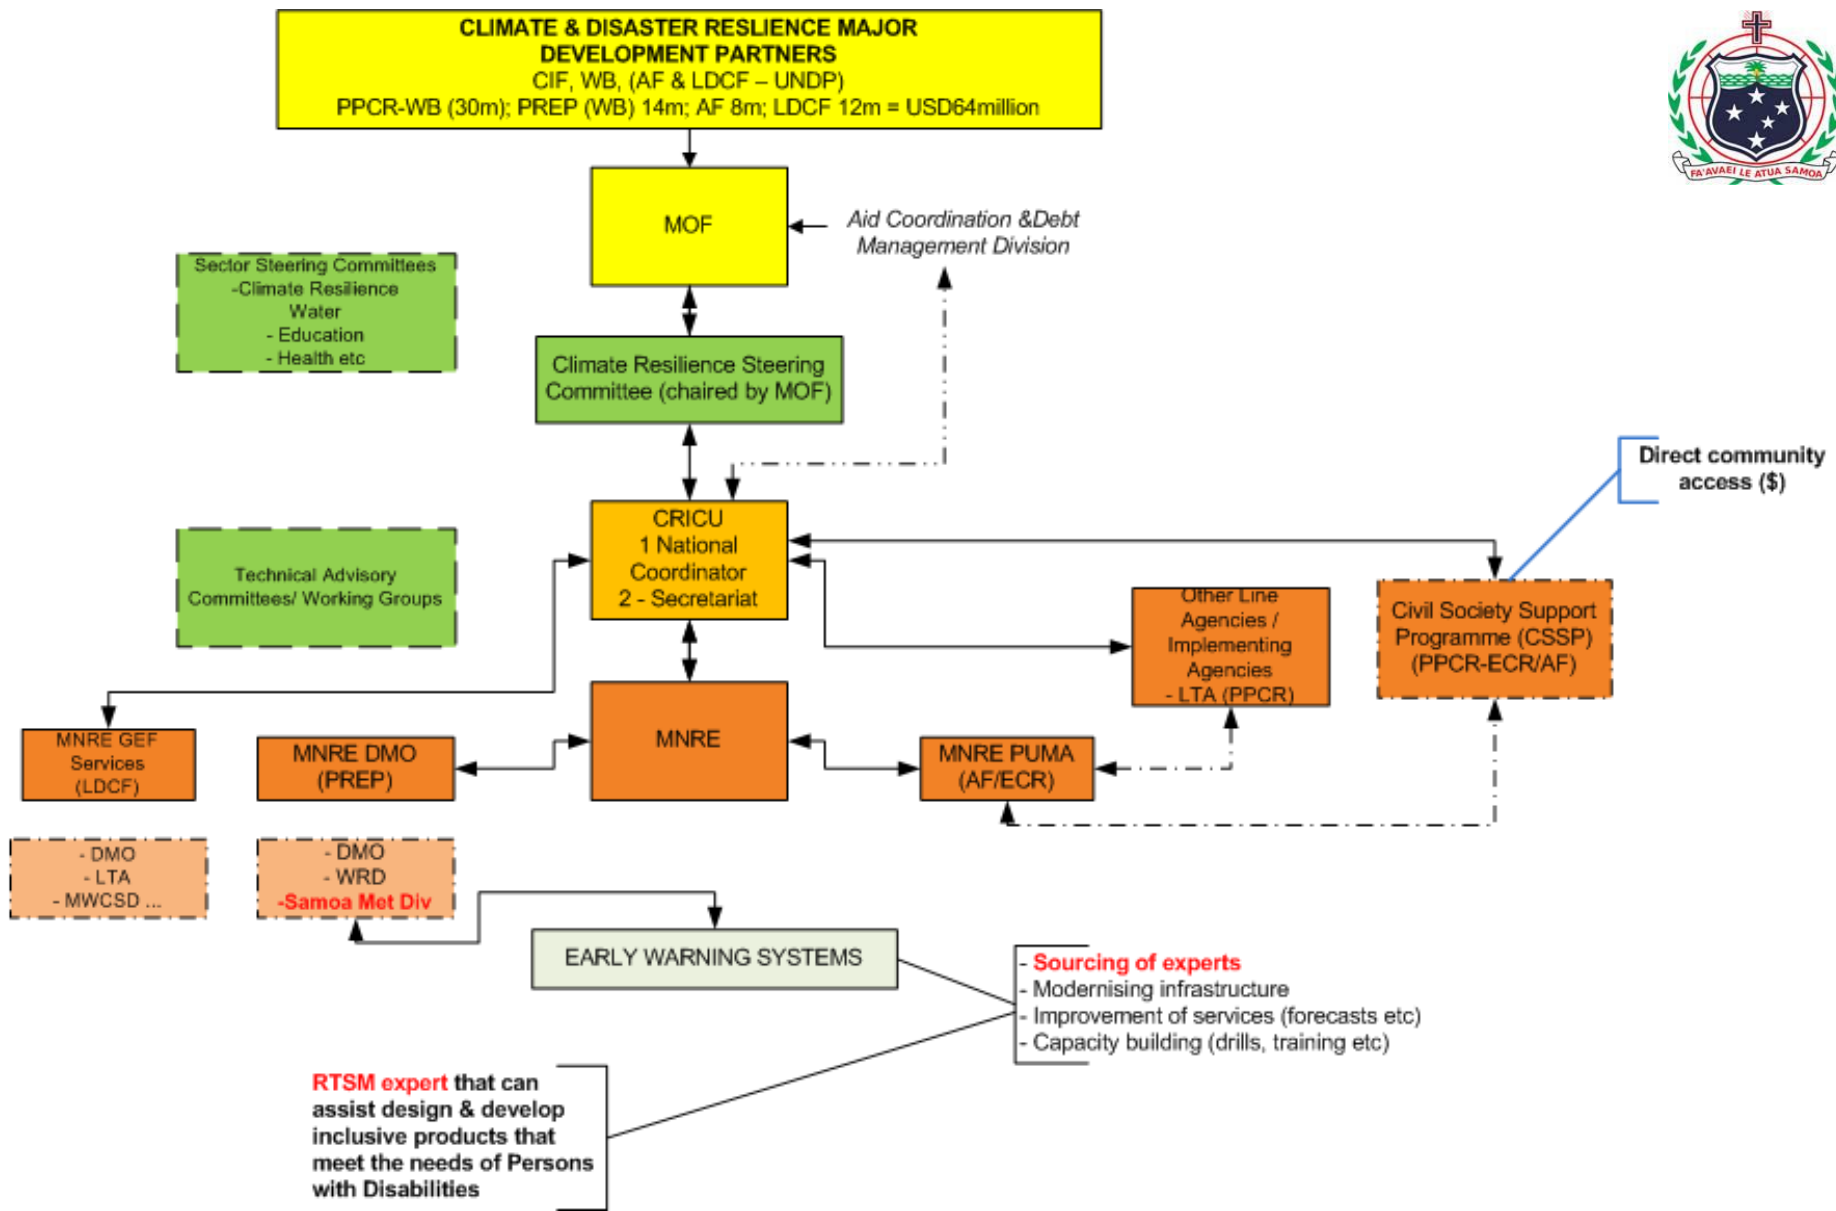 CLIMATE & DISASTER RESLIENCE MAJOR
DEVELOPMENT PARTNERS
CIF, WB, (AF & LDCF – UNDP)
PPCR-WB (30m); PREP (WB) 14m; AF 8m; LDCF 12m = USD64million
FA'AVAEI LE ATUA SAMOA
MOF
Aid Coordination &Debt
Management Division
Sector Steering Committees
-Climate Resilience
Water
- Education
- Health etc
Climate Resilience Steering
Committee (chaired by MOF)
Direct community
access ($)
CRICU
1 National
Coordinator
2 - Secretariat
Technical Advisory
Committees/ Working Groups
Other Line
Agencies /
Implementing
Agencies
- LTA (PPCR)
Civil Society Support
Programme (CSSP)
(PPCR-ECR/AF)
MNRE GEF
Services
(LDCF)
MNRE DMO
(PREP)
MNRE
MNRE PUMA
(AF/ECR)
- DMO
- LTA
- MWCSD ...
- DMO
- WRD
-Samoa Met Div
EARLY WARNING SYSTEMS
- Sourcing of experts
- Modernising infrastructure
- Improvement of services (forecasts etc)
- Capacity building (drills, training etc)
RTSM expert that can
assist design & develop
inclusive products that
meet the needs of Persons
with Disabilities